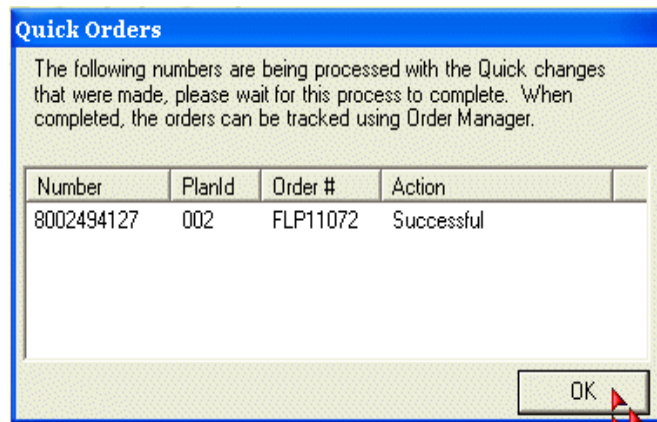 Quick Orders
The following numbers are being processed with the Quick changes
that were made, please wait for this process to complete. When
completed, the orders can be tracked using Order Manager.
Number PlanId Order # Action
8002494127 002 FLP11072 Successful
OK